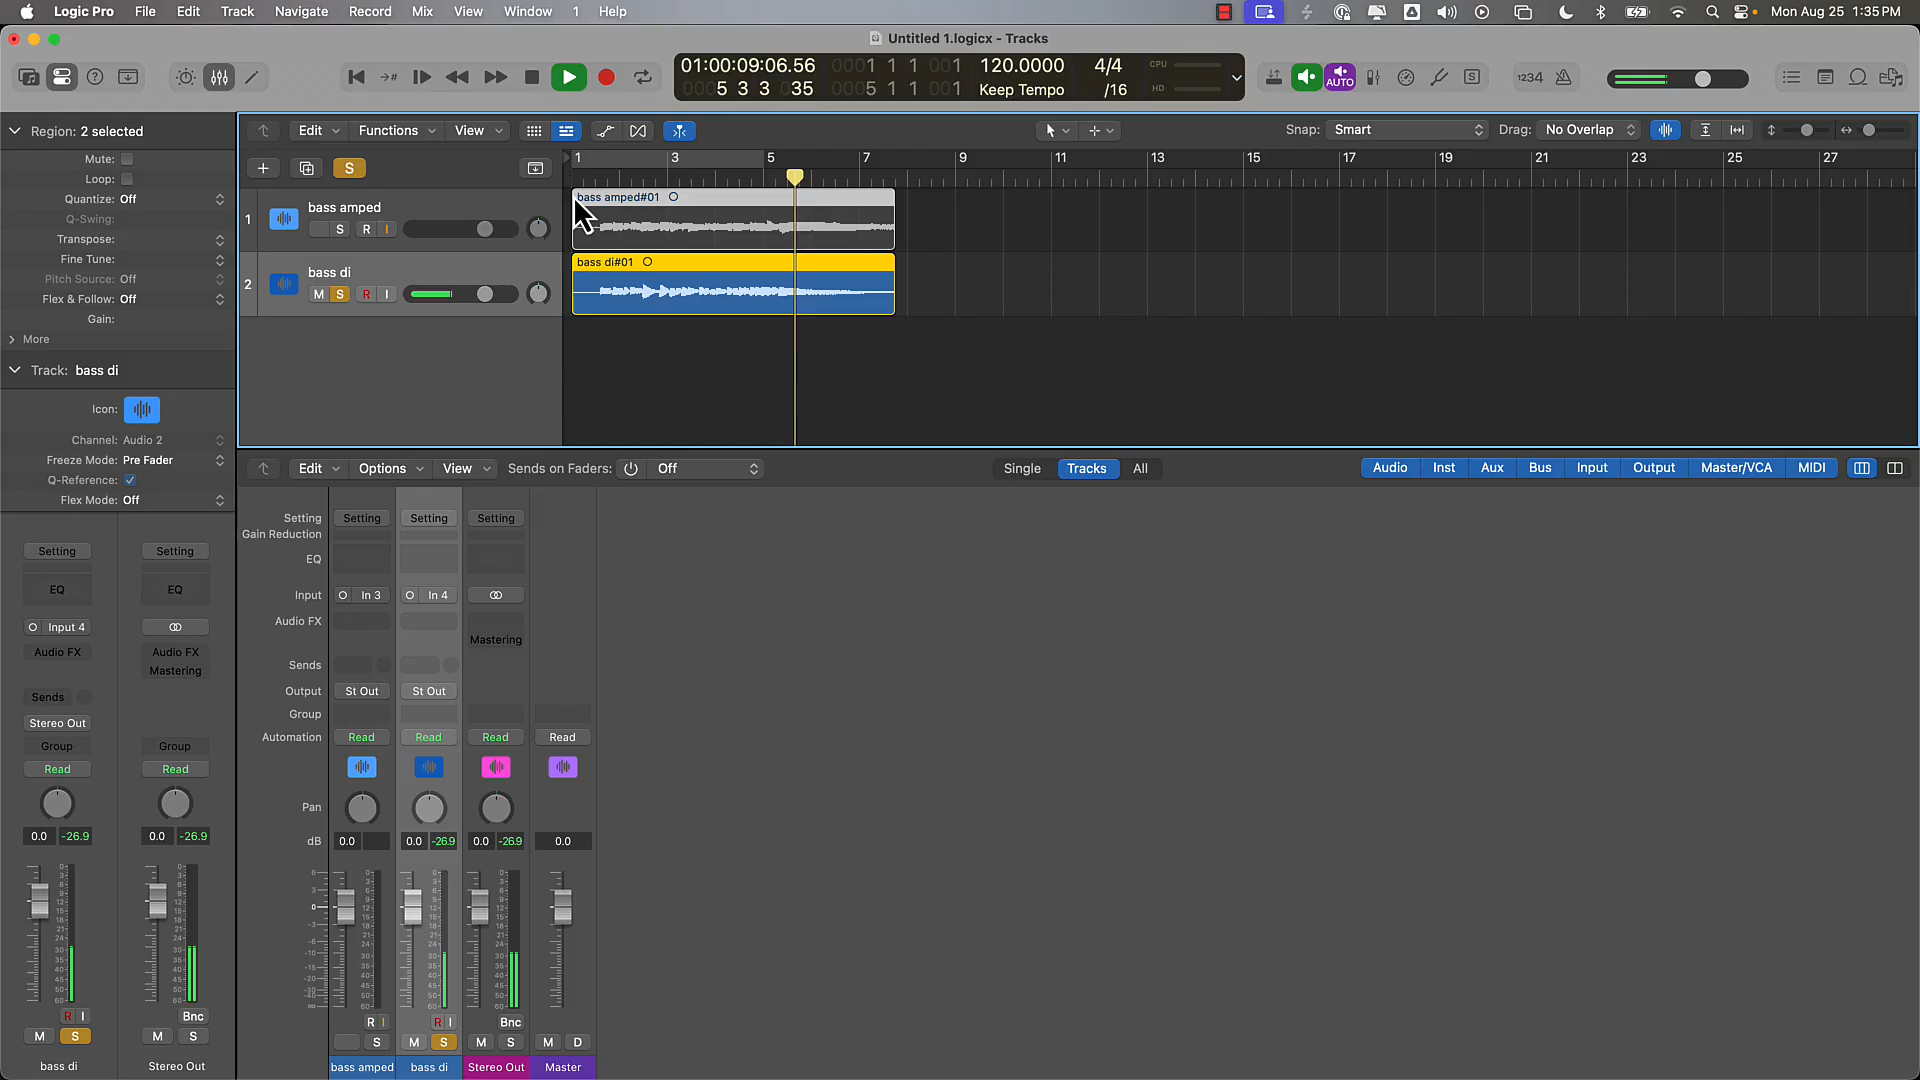 Logic Pro File Edit Track Navigate Record Mix View Window 1 Help Mon Aug 25 1:35 PM
Untitled 1.logicx - Tracks
01:00:09:06.56 0001 1 1 001 120.0000 4/4 CPU
0005 3 3 035 0005 1 1 001 Keep Tempo /16 HD
AUTO S 1234
Region: 2 selected
Edit Functions View Snap: Smart Drag: No Overlap
Mute:
Loop:
Quantize: Off
Q-Swing:
Transpose:
Fine Tune:
Pitch Source: Off
Flex & Follow: Off
Gain:
More
S 1 3 5 7 9 11 13 15 17 19 21 23 25 27
1 bass amped
S R I
bass amped#01
2 bass di
M S R I
bass di#01
Track: bass di
Icon:
Channel: Audio 2
Freeze Mode: Pre Fader
Q-Reference:
Flex Mode: Off
Edit Options View Sends on Faders: Off Single Tracks All Audio Inst Aux Bus Input Output Master/VCA MIDI
Setting Setting
EQ EQ
Input 4
Audio FX Audio FX
Mastering
Sends
Stereo Out
Group Group
Read Read
0.0 -26.9 0.0 -26.9
R I Bnc
M S M S
bass di Stereo Out
Setting Setting Setting Setting
Gain Reduction
EQ
Input In 3 In 4
Audio FX
Mastering
Sends
Output St Out St Out
Group
Automation Read Read Read Read
Pan
dB 0.0 0.0 -26.9 0.0 -26.9 0.0
R I R I Bnc
S M S M S M D
bass amped bass di Stereo Out Master